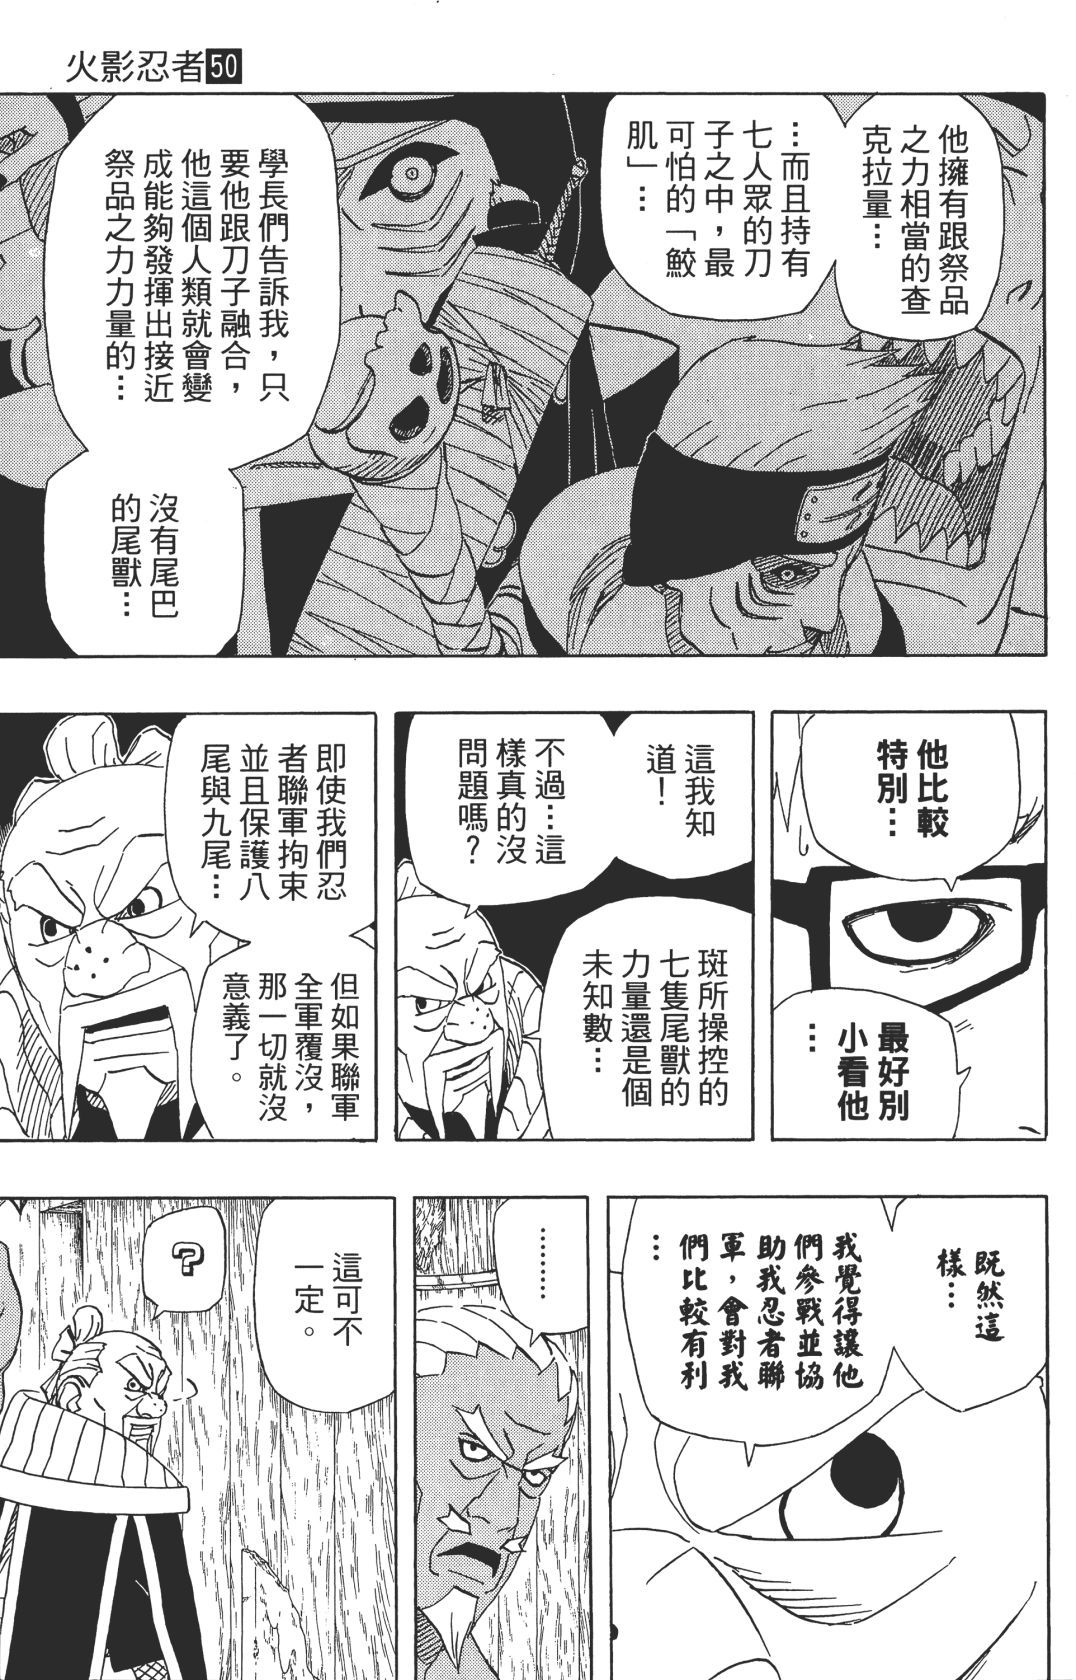 火影忍者50
他擁有跟祭品
之力相當的查
克拉量…
…而且持有
七人眾的刀
子之中，最
可怕的「鮫
肌」…
學長們告訴我，只
要他跟刀子融合，
他這個人類就會變
成能夠發揮出接近
祭品之力力量的…
沒有尾巴
的尾獸…
他比較
特別…
最好別
小看他
…
這我知
道！
不過…這
樣真的沒
問題嗎？
斑所操控的
七隻尾獸的
力量還是個
未知數…
即使我們忍
者聯軍拘束
並且保護八
尾與九尾…
但如果聯軍
全軍覆沒，
那一切就沒
意義了。
既然這
樣…
我覺得讓他
們參戰並協
助我忍者聯
軍，會對我
們比較有利
…
………
這可不
一定。
？